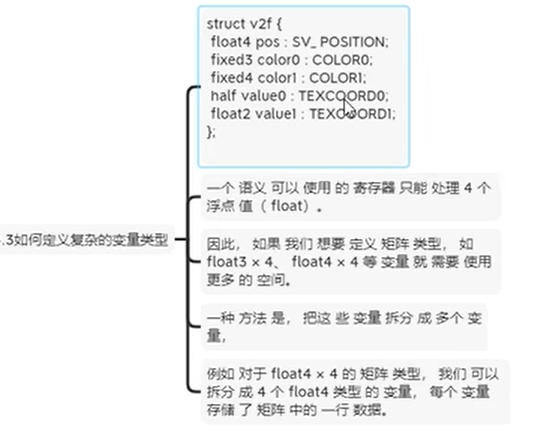 struct v2f {
float4 pos : SV_ POSITION;
fixed3 color0 : COLOR0;
fixed4 color1 : COLOR1;
half value0 : TEXCOORD0;
float2 value1 : TEXCOORD1;
};
一个 语义 可以 使用 的 寄存器 只能 处理 4 个
浮点 值（ float）。
.3如何定义复杂的变量类型
因此， 如果 我们 想要 定义 矩阵 类型， 如
float3 × 4、 float4 × 4 等 变量 就 需要 使用
更多 的 空间。
一种 方法 是， 把这 些 变量 拆分 成 多个 变
量，
例如 对于 float4 × 4 的 矩阵 类型， 我们 可以
拆分 成 4 个 float4 类型 的 变量， 每个 变量
存储 了 矩阵 中的 一行 数据。